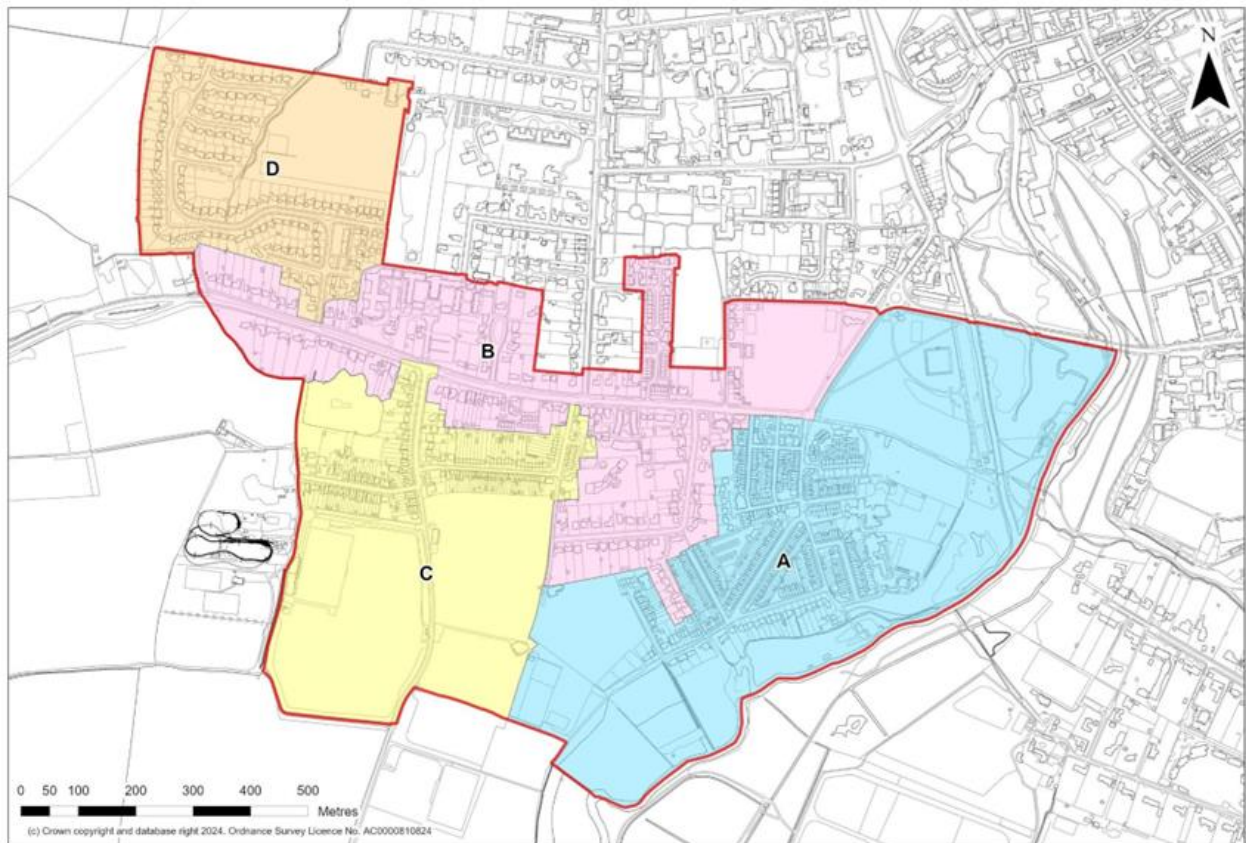 N
D
B
C
A
0 50 100 200 300 400 500
Metres
(c) Crown copyright and database right 2024. Ordnance Survey Licence No. AC0000810824